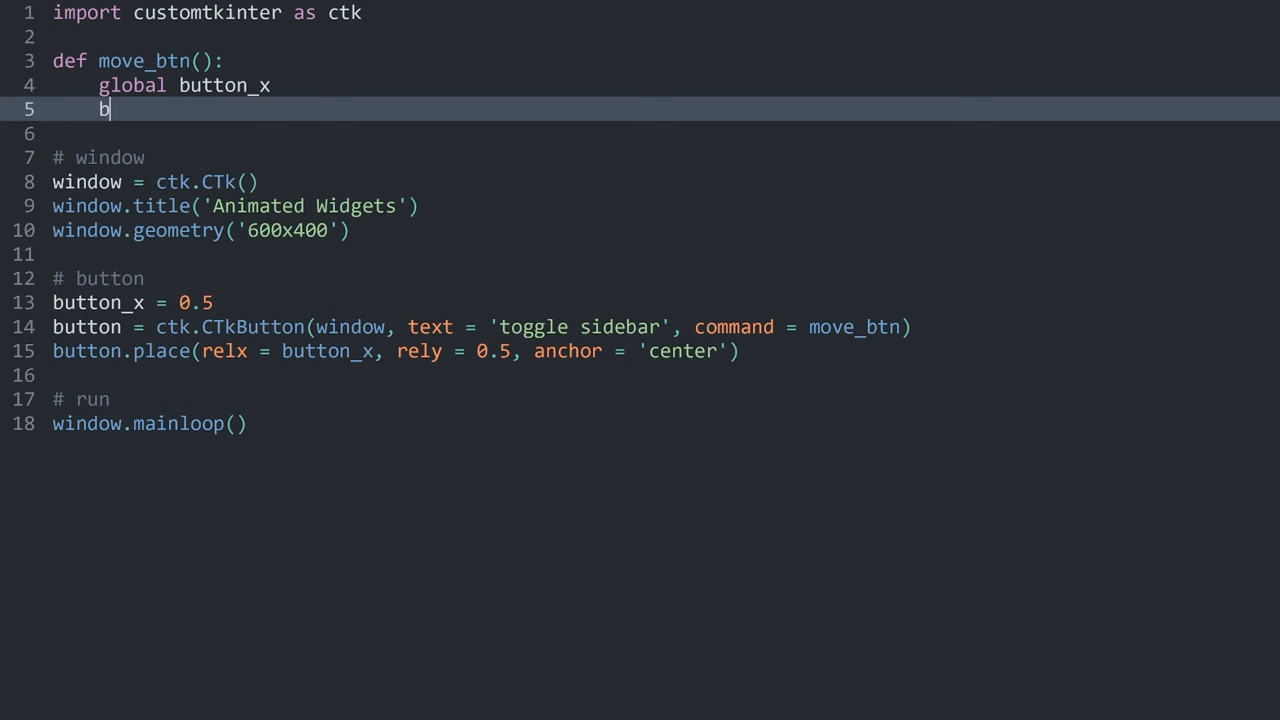 1 import customtkinter as ctk
2
3 def move_btn():
4     global button_x
5     b
6
7 # window
8 window = ctk.CTk()
9 window.title('Animated Widgets')
10 window.geometry('600x400')
11
12 # button
13 button_x = 0.5
14 button = ctk.CTkButton(window, text = 'toggle sidebar', command = move_btn)
15 button.place(relx = button_x, rely = 0.5, anchor = 'center')
16
17 # run
18 window.mainloop()